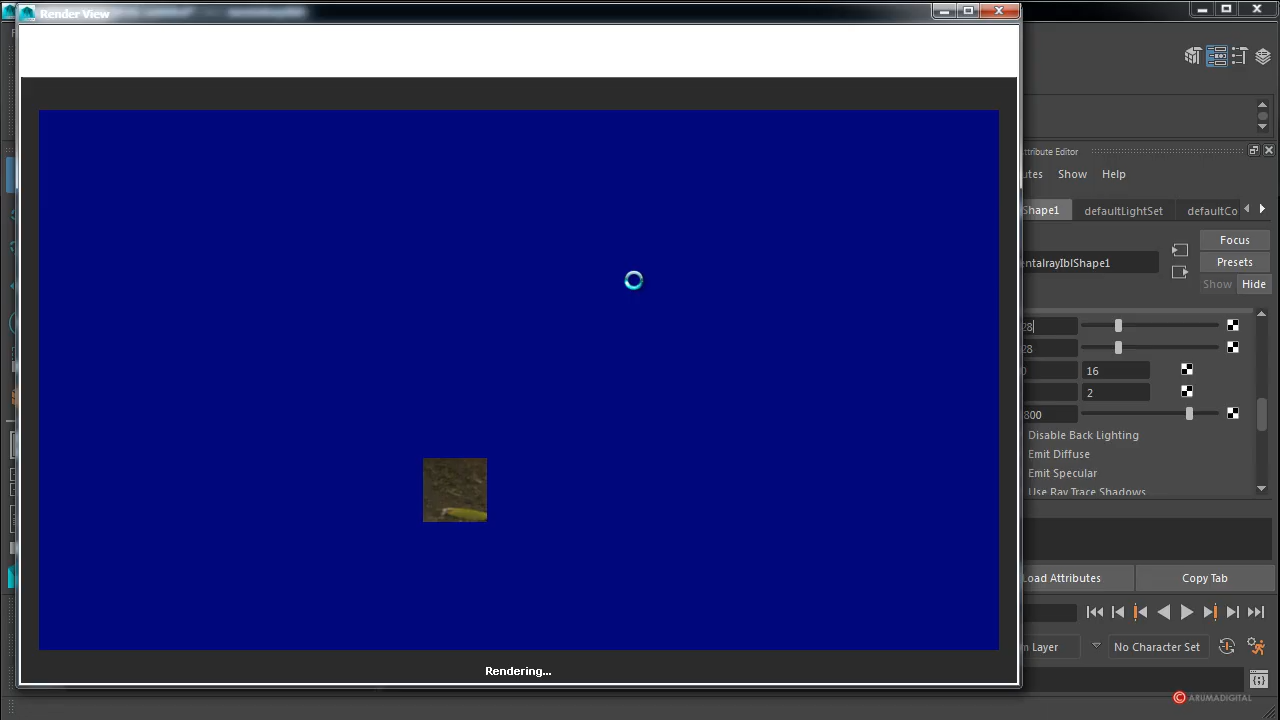 Render View
Attribute Editor
utes Show Help
Shape1 defaultLightSet defaultCo
Focus
entalrayIblShape1
Presets
Show Hide
28
28
0 16
2
800
Disable Back Lighting
Emit Diffuse
Emit Specular
Use Ray Trace Shadows
Load Attributes Copy Tab
m Layer No Character Set
Rendering...
© ARUMADIGITAL